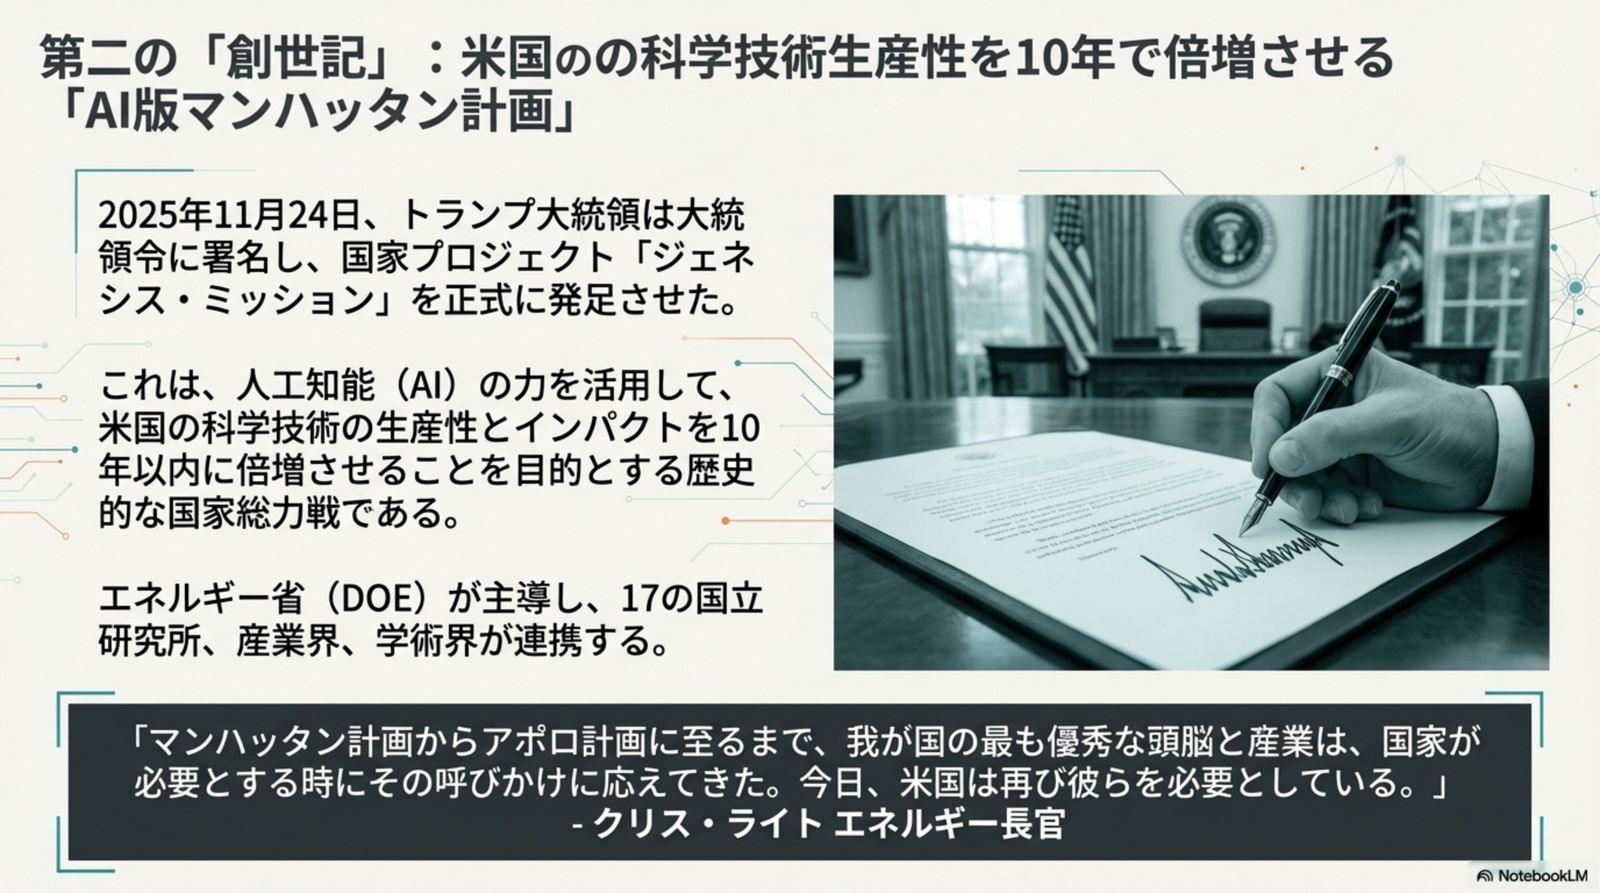 第二の「創世記」：米国のの科学技術生産性を10年で倍増させる
「AI版マンハッタン計画」
2025年11月24日、トランプ大統領は大統
領令に署名し、国家プロジェクト「ジェネ
シス・ミッション」を正式に発足させた。
これは、人工知能（AI）の力を活用して、
米国の科学技術の生産性とインパクトを10
年以内に倍増させることを目的とする歴史
的な国家総力戦である。
エネルギー省（DOE）が主導し、17の国立
研究所、産業界、学術界が連携する。
「マンハッタン計画からアポロ計画に至るまで、我が国の最も優秀な頭脳と産業は、国家が
必要とする時にその呼びかけに応えてきた。今日、米国は再び彼らを必要としている。」
- クリス・ライト エネルギー長官
NotebookLM